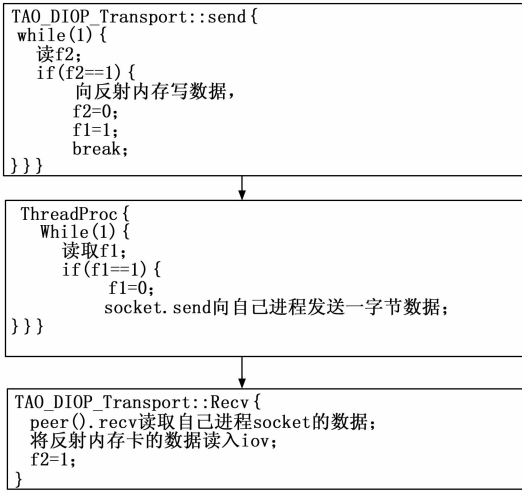 TAO_DIOP_Transport::send{
while(1){
读f2;
if(f2==1){
向反射内存写数据，
f2=0;
f1=1;
break;
}}}
ThreadProc{
While(1){
读取f1;
if(f1==1){
f1=0;
socket.send向自己进程发送一字节数据;
}}}
TAO_DIOP_Transport::Recv{
peer().recv读取自己进程socket的数据;
将反射内存卡的数据读入iov;
f2=1;
}